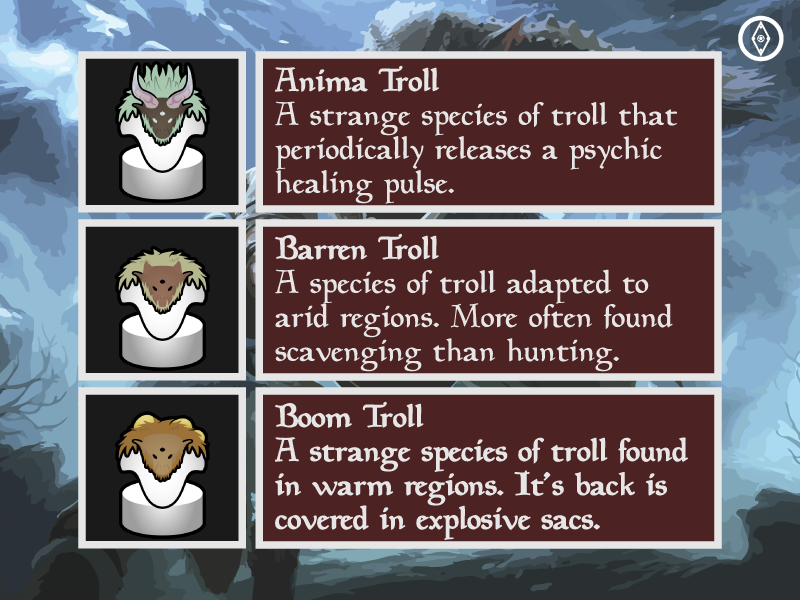 Anima Troll
A strange species of troll that
periodically releases a psychic
healing pulse.
Barren Troll
A species of troll adapted to
arid regions. More often found
scavenging than hunting.
Boom Troll
A strange species of troll found
in warm regions. It's back is
covered in explosive sacs.